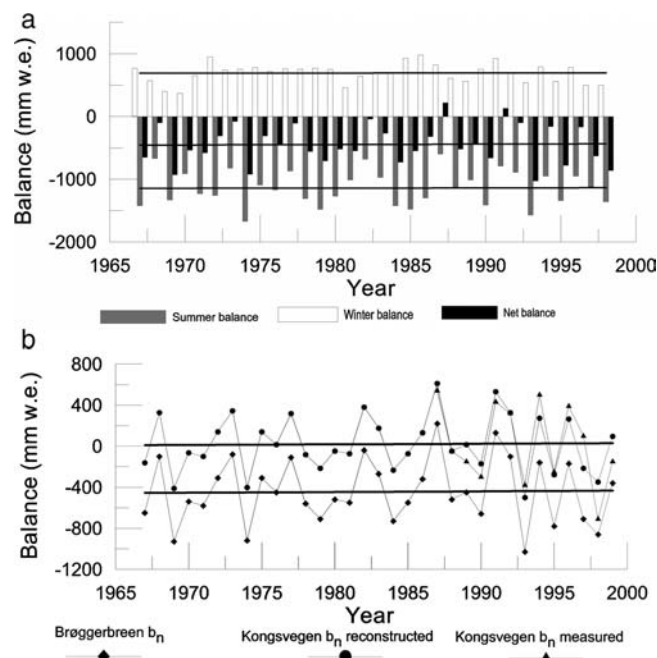 a
1000
0
-1000
-2000
Balance (mm w.e.)
1965 1970 1975 1980 1985 1990 1995 2000
Year
Summer balance Winter balance Net balance
b
800
400
0
-400
-800
-1200
Balance (mm w.e.)
1965 1970 1975 1980 1985 1990 1995 2000
Year
Brøggerbreen bn Kongsvegen bn reconstructed Kongsvegen bn measured